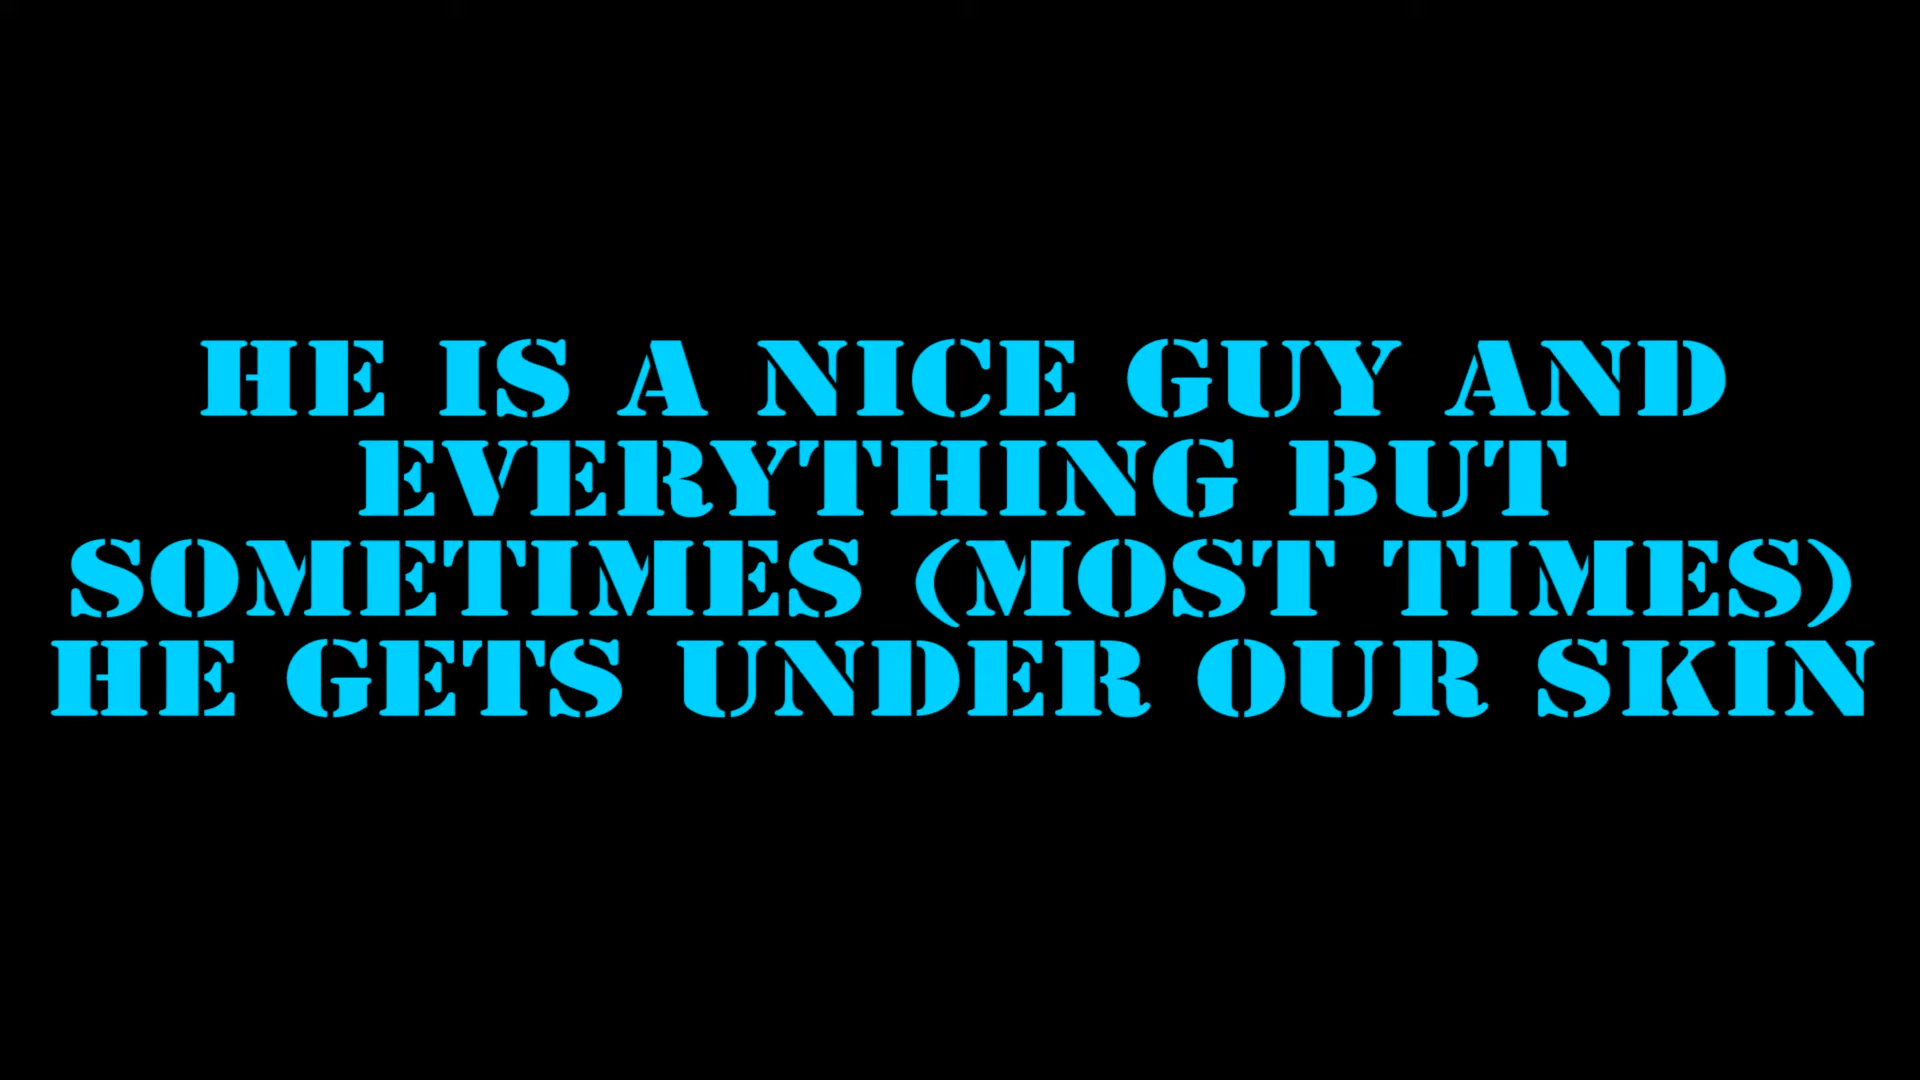 HE IS A NICE GUY AND
EVERYTHING BUT
SOMETIMES (MOST TIMES)
HE GETS UNDER OUR SKIN